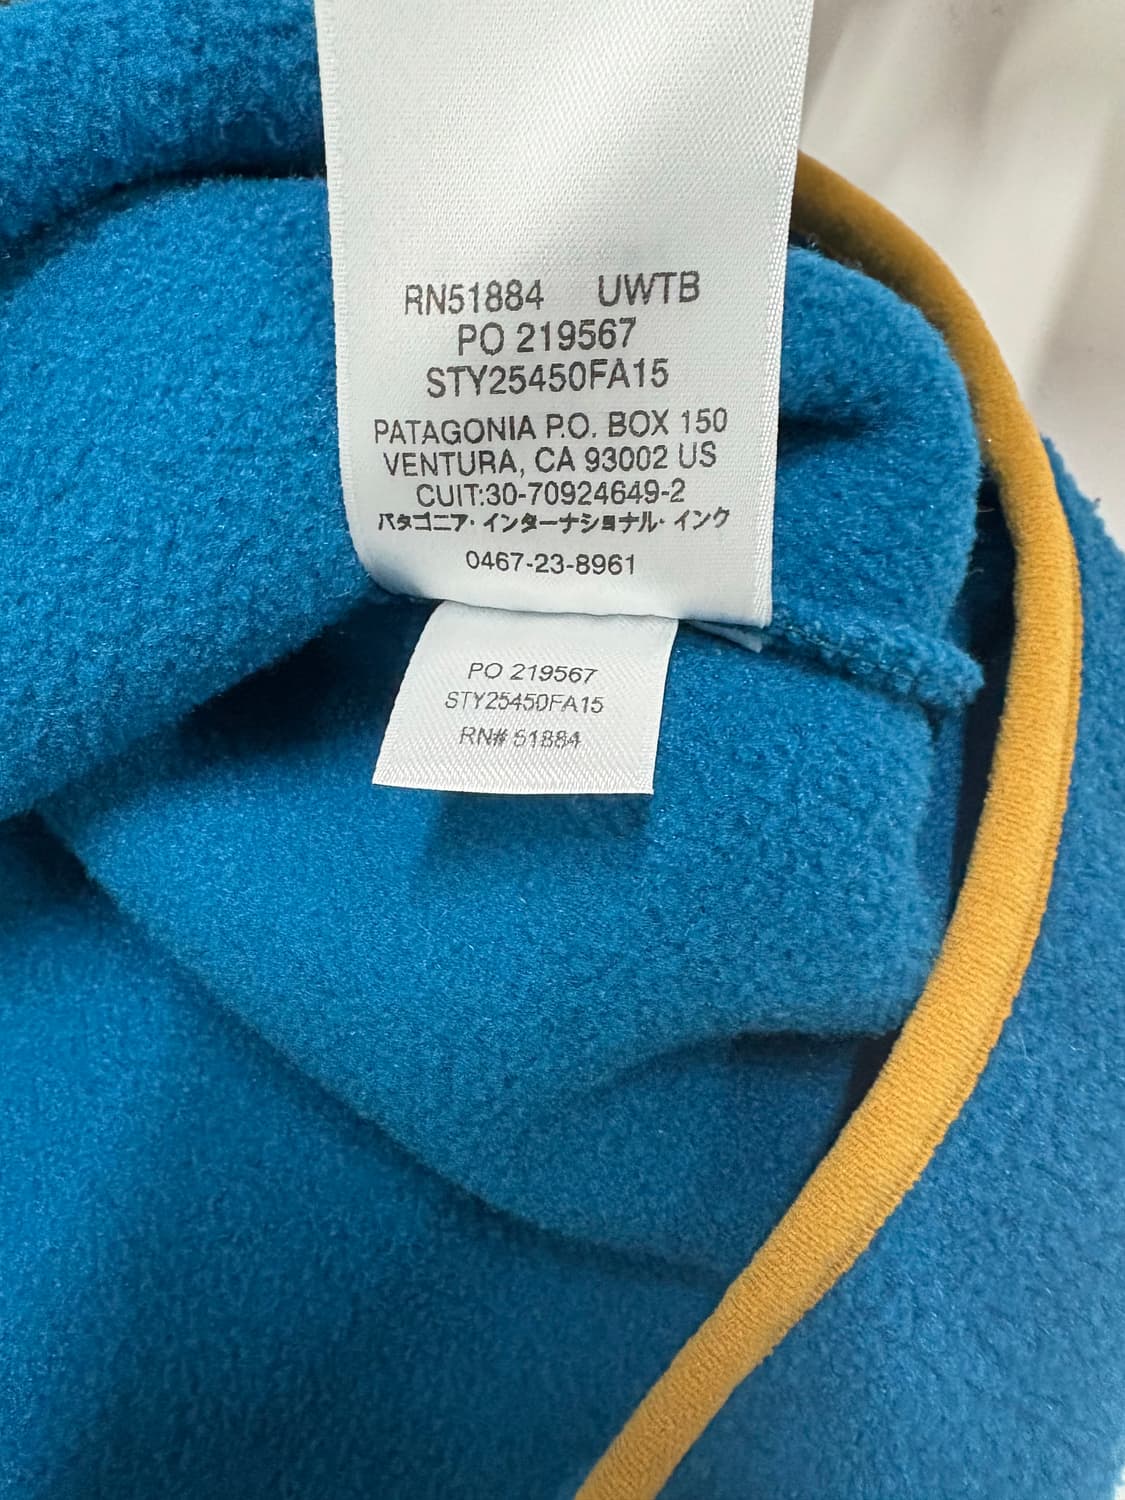 RN51884 UWTB
PO 219567
STY25450FA15
PATAGONIA P.O. BOX 150
VENTURA, CA 93002 US
CUIT:30-70924649-2
パタゴニア・インターナショナル・インク
0467-23-8961
PO 219567
STY25450FA15
RN# 51884